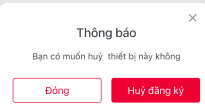 Thông báo
Bạn có muốn huỷ thiết bị này không
Đóng
Huỷ đăng ký